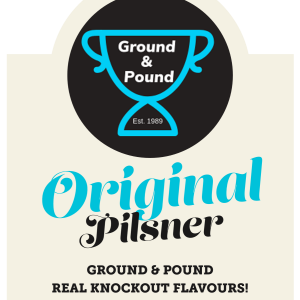 Ground
&
Pound
Est. 1989
Original
Pilsner
GROUND & POUND
REAL KNOCKOUT FLAVOURS!